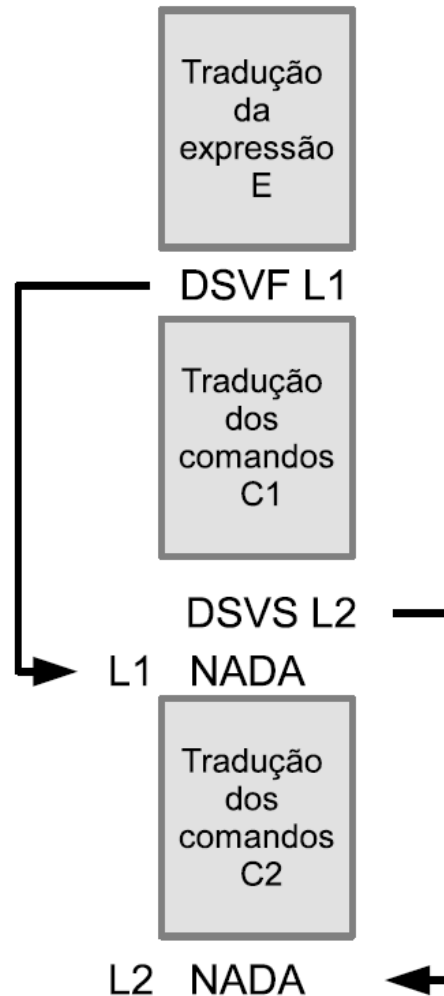 Tradução
da
expressão
E
DSVF L1
Tradução
dos
comandos
C1
DSVS L2
L1 NADA
Tradução
dos
comandos
C2
L2 NADA